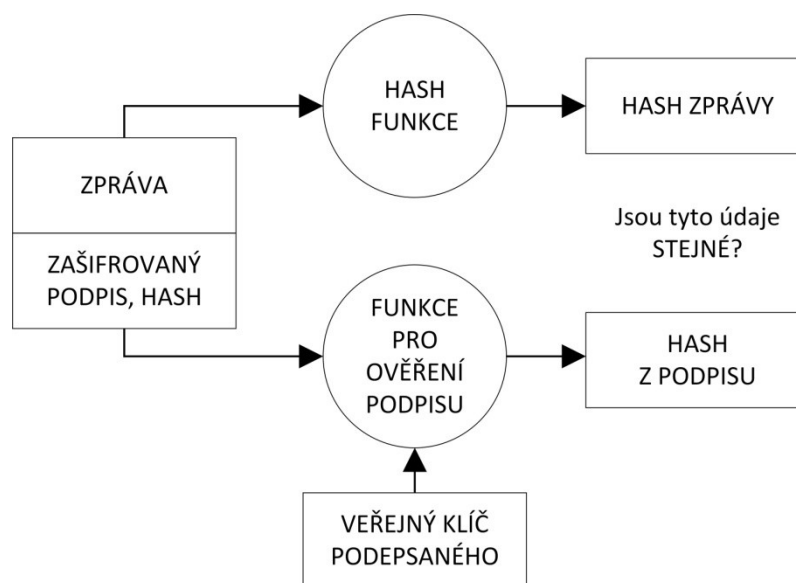 HASH
FUNKCE
HASH ZPRÁVY
ZPRÁVA
ZAŠIFROVANÝ
PODPIS, HASH
Jsou tyto údaje
STEJNÉ?
FUNKCE
PRO
OVĚŘENÍ
PODPISU
HASH
Z PODPISU
VEŘEJNÝ KLÍČ
PODEPSANÉHO